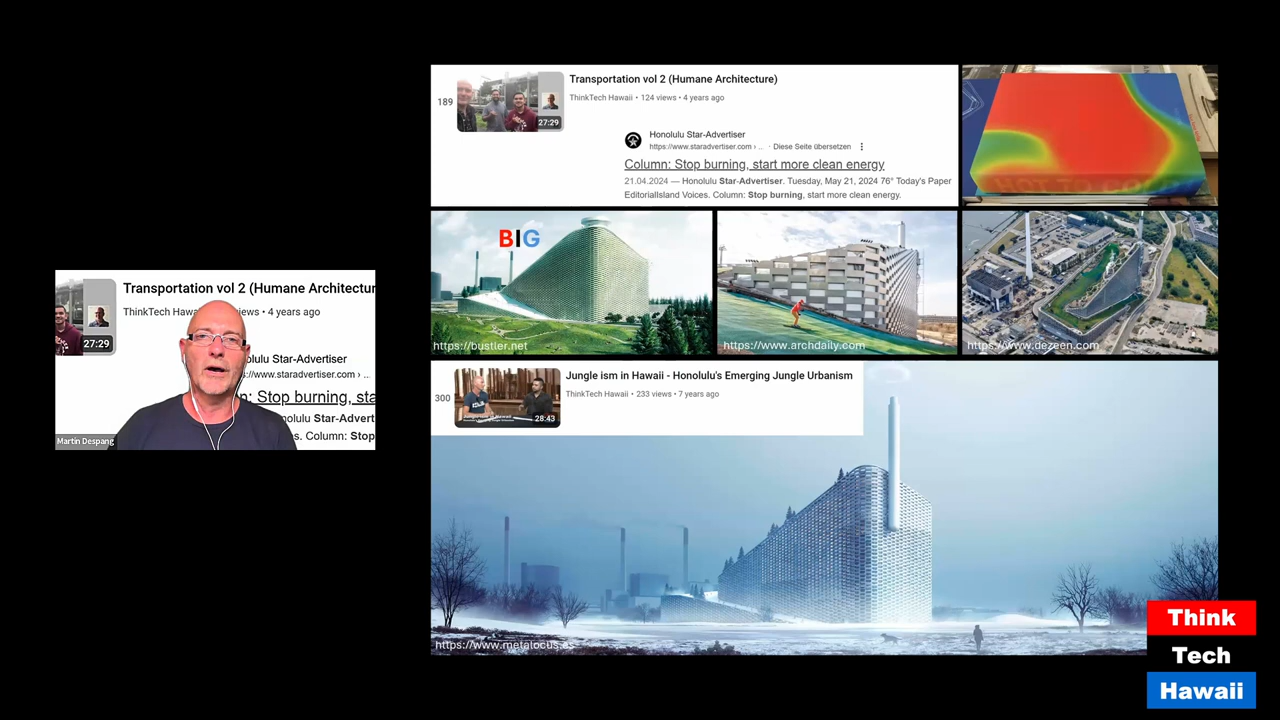 Transportation vol 2 (Humane Architecture)
189
ThinkTech Hawaii • 124 views • 4 years ago
27:29
Honolulu Star-Advertiser
https://www.staradvertiser.com › .. · Diese Seite übersetzen
Column: Stop burning, start more clean energy
21.04.2024 — Honolulu Star-Advertiser. Tuesday, May 21, 2024 76° Today's Paper
EditorialIsland Voices. Column: Stop burning, start more clean energy.
BIG
https://bustler.net
https://www.archdaily.com
https://www.dezeen.com
Transportation vol 2 (Humane Architectur
ThinkTech Hawa
iews • 4 years ago
27:29
olulu Star-Advertiser
s://www.staradvertiser.com › ..
n: Stop burning, sta
nolulu Star-Advert
s. Column: Stop
Martin Despang
Jungle ism in Hawaii - Honolulu's Emerging Jungle Urbanism
300
ThinkTech Hawaii • 233 views • 7 years ago
28:43
https://www.metalocus.es
Think
Tech
Hawaii